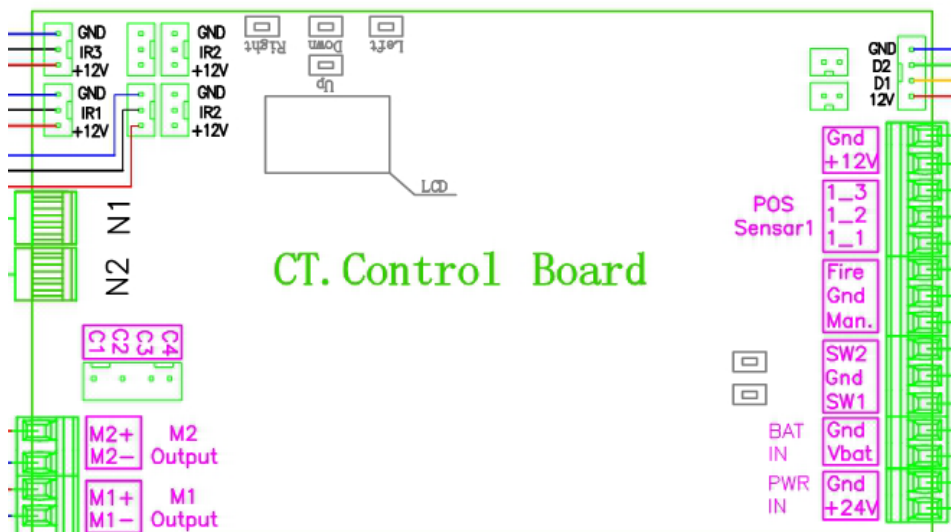 GND
IR3
+12V
GND
IR2
+12V
GND
IR1
+12V
GND
IR2
+12V
Right
Down
Left
Up
LCD
GND
D2
D1
12V
N1
N2
CT.Control Board
C1 C2 C3 C4
M2+
M2-
M2
Output
M1+
M1-
M1
Output
Gnd
+12V
POS
Sensar1
1_3
1_2
1_1
Fire
Gnd
Man.
SW2
Gnd
SW1
BAT
IN
Gnd
Vbat
PWR
IN
Gnd
+24V